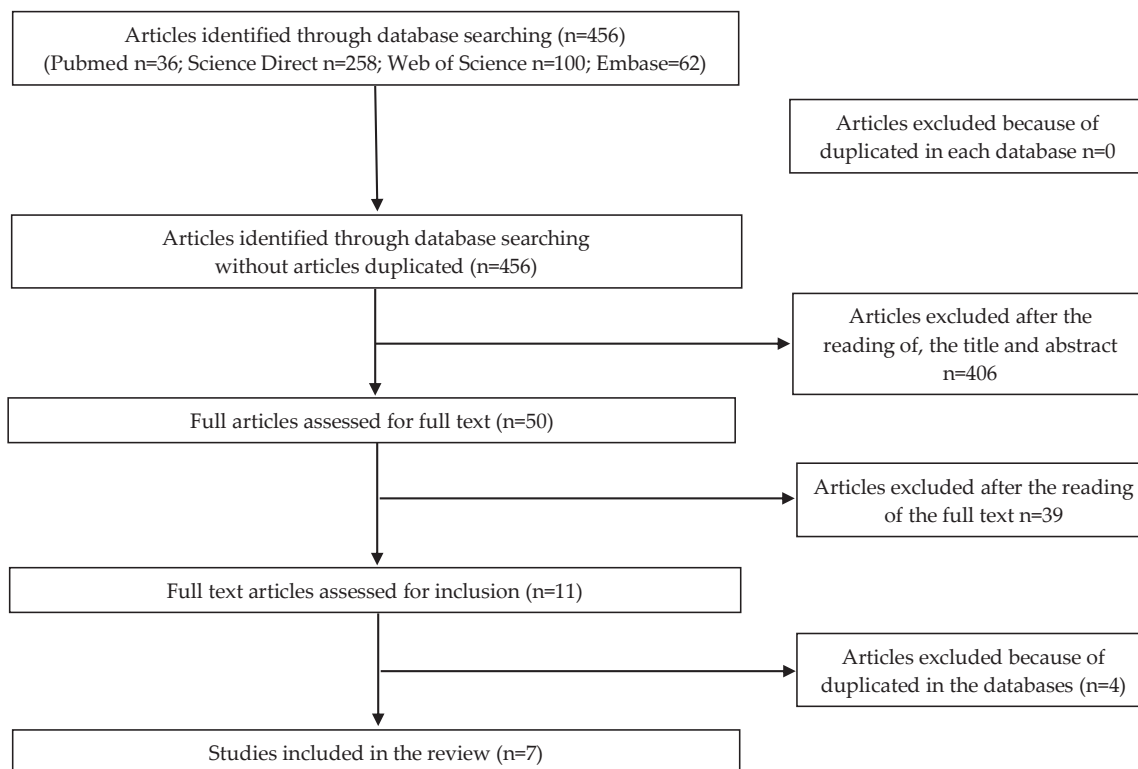 Articles identified through database searching (n=456)
(Pubmed n=36; Science Direct n=258; Web of Science n=100; Embase=62)
Articles excluded because of
duplicated in each database n=0
Articles identified through database searching
without articles duplicated (n=456)
Articles excluded after the
reading of, the title and abstract
n=406
Full articles assessed for full text (n=50)
Articles excluded after the reading
of the full text n=39
Full text articles assessed for inclusion (n=11)
Articles excluded because of
duplicated in the databases (n=4)
Studies included in the review (n=7)